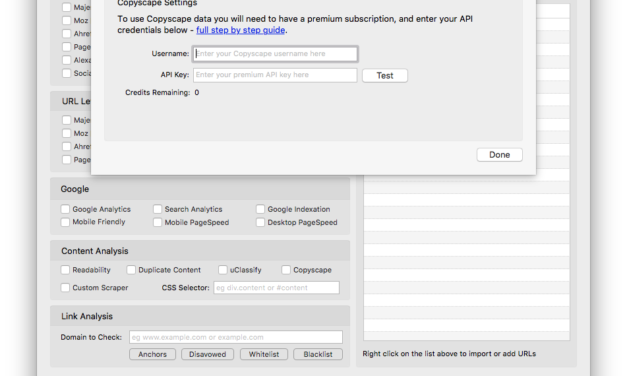 Copyscape Settings
To use Copyscape data you will need to have a premium subscription, and enter your API
credentials below - full step by step guide.
Username: Enter your Copyscape username here
API Key: Enter your premium API key here Test
Credits Remaining: 0
Done
Maje
Moz
Ahre
Page
Alexa
Socia
URL Le
Maje
Moz
Ahre
Page
Google
Google Analytics Search Analytics Google Indexation
Mobile Friendly Mobile PageSpeed Desktop PageSpeed
Content Analysis
Readability Duplicate Content uClassify Copyscape
Custom Scraper CSS Selector: eg div.content or #content
Link Analysis
Domain to Check: eg www.example.com or example.com
Anchors Disavowed Whitelist Blacklist
Right click on the list above to import or add URLs